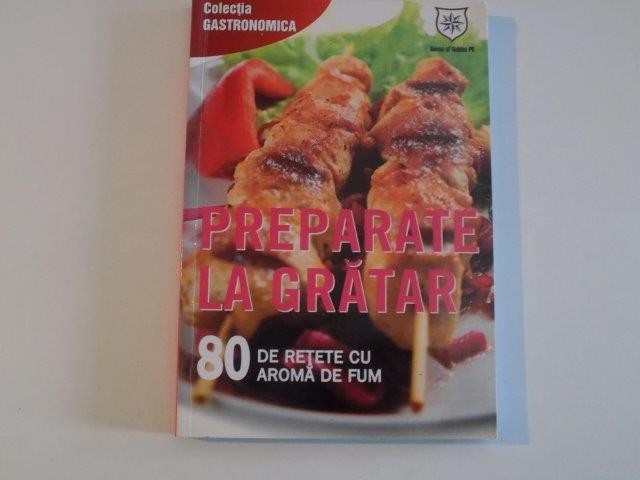 Colecția
GASTRONOMICA
House of Guides PG
PREPARATE
LA GRĂTAR
80 DE REȚETE CU
AROMĂ DE FUM